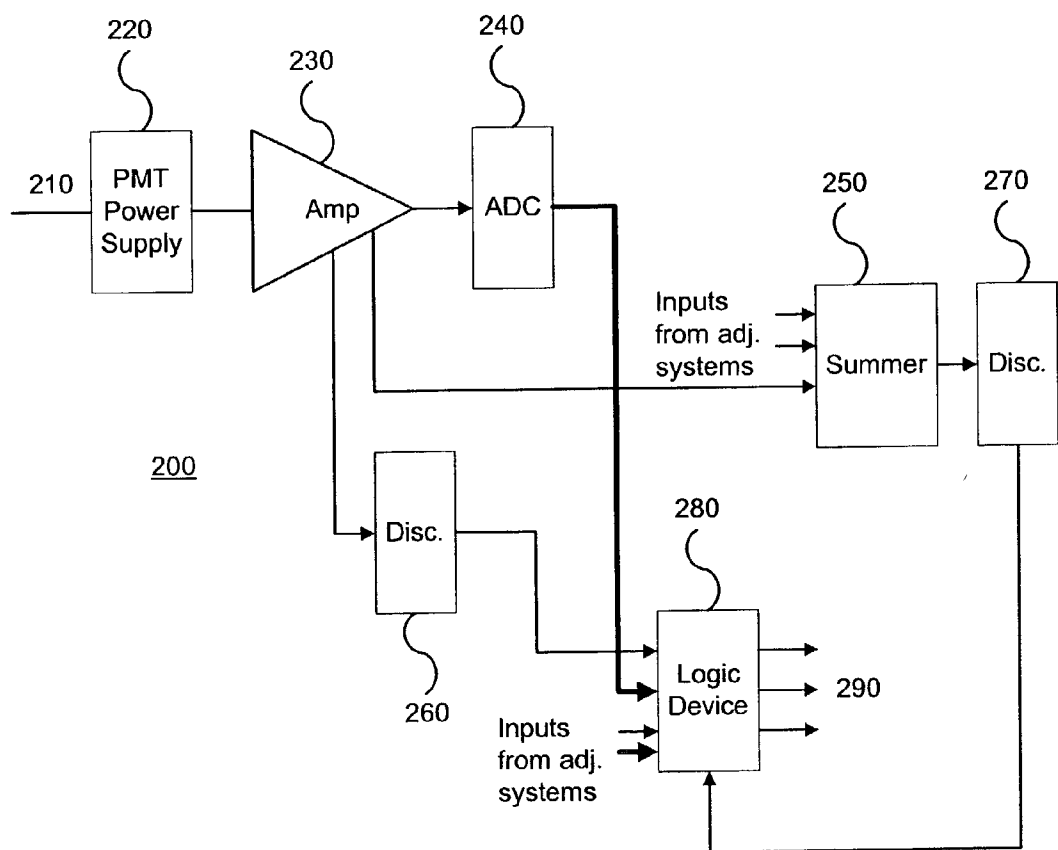 220
230
240
210
PMT
Power
Supply
Amp
ADC
250
270
Inputs
from adj.
systems
Summer
Disc.
200
Disc.
260
280
Logic
Device
290
Inputs
from adj.
systems